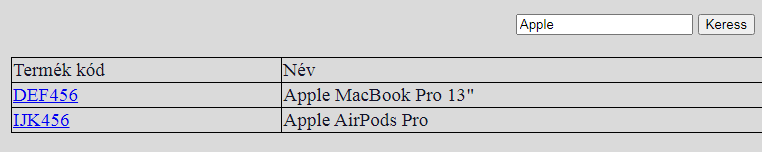 Apple Keress
Termék kód Név
DEF456 Apple MacBook Pro 13"
IJK456 Apple AirPods Pro